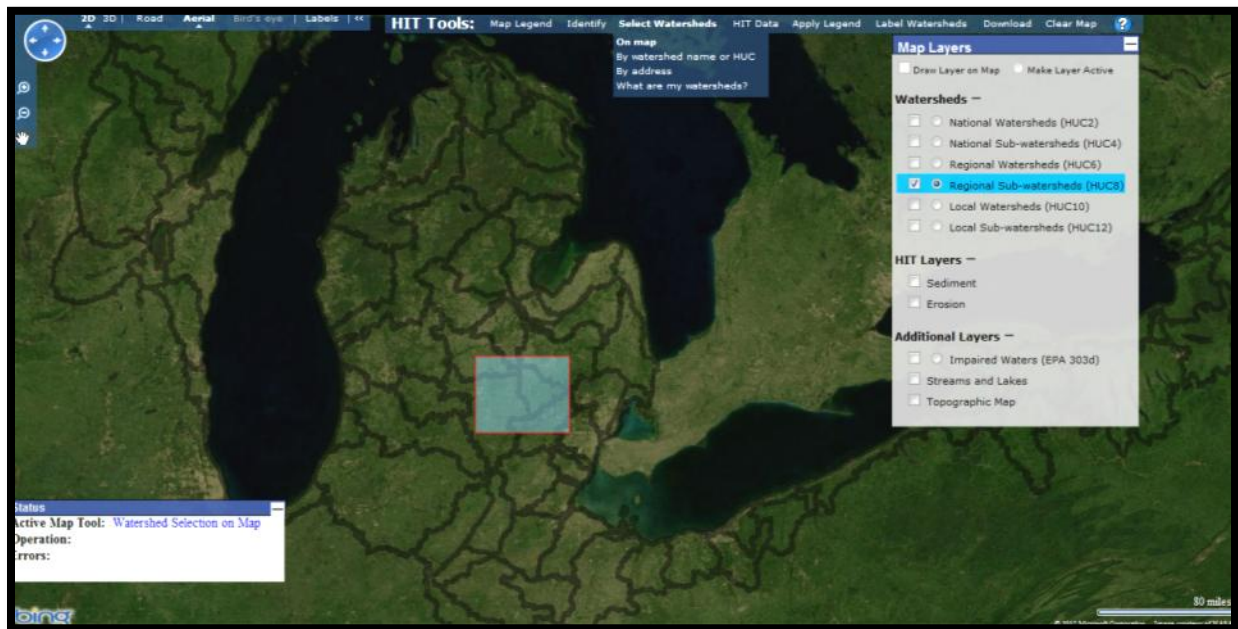 2D 3D | Road Aerial Bird's eye | Labels | <<
HIT Tools: Map Legend Identify Select Watersheds HIT Data Apply Legend Label Watersheds Download Clear Map ?
On map
By watershed name or HUC
By address
What are my watersheds?
Map Layers
Draw Layer on Map Make Layer Active
Watersheds −
National Watersheds (HUC2)
National Sub-watersheds (HUC4)
Regional Watersheds (HUC6)
Regional Sub-watersheds (HUC8)
Local Watersheds (HUC10)
Local Sub-watersheds (HUC12)
HIT Layers −
Sediment
Erosion
Additional Layers −
Impaired Waters (EPA 303d)
Streams and Lakes
Topographic Map
Status
Active Map Tool: Watershed Selection on Map
Operation:
Errors:
bing
80 miles
Microsoft Corporation